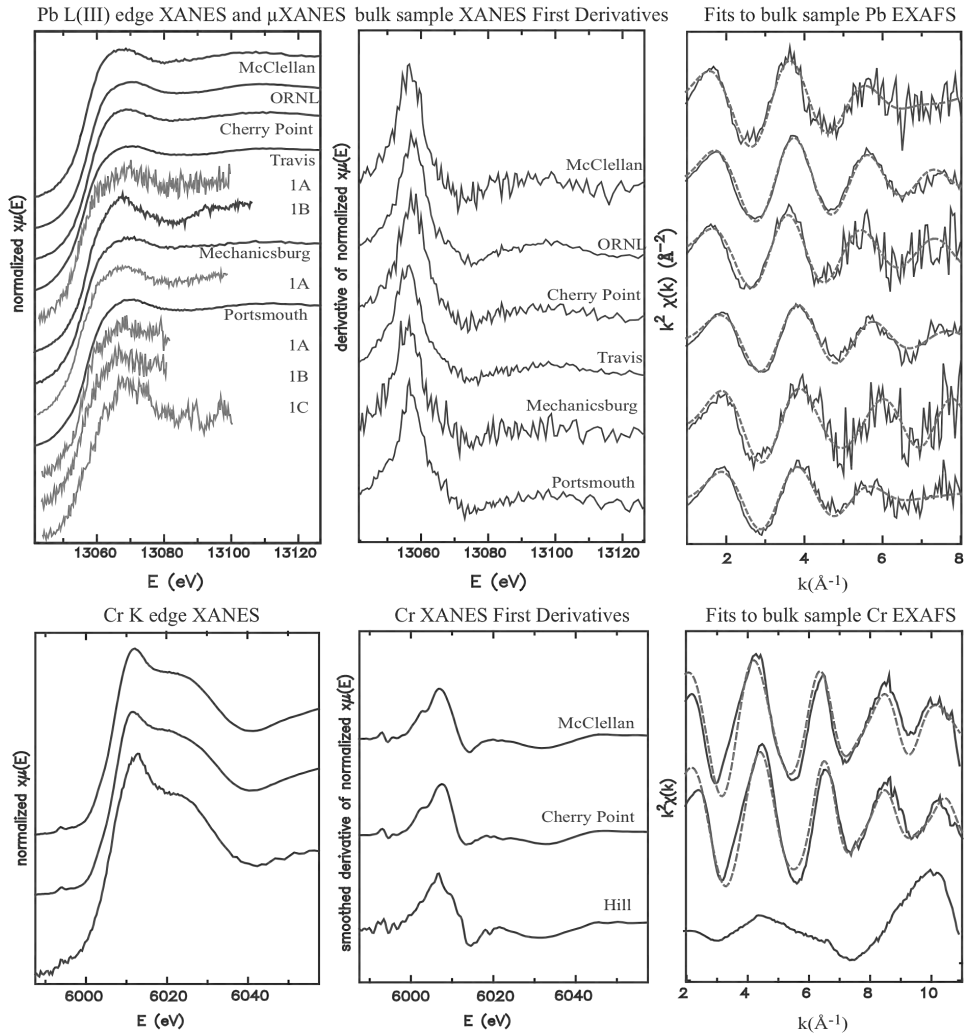 Pb L(III) edge XANES and μXANES bulk sample XANES First Derivatives
Fits to bulk sample Pb EXAFS
normalized xμ(E)
McClellan
ORNL
Cherry Point
Travis
1A
1B
Mechanicsburg
1A
Portsmouth
1A
1B
1C
13060 13080 13100 13120
E (eV)
derivative of normalized xμ(E)
McClellan
ORNL
Cherry Point
Travis
Mechanicsburg
Portsmouth
13060 13080 13100 13120
E (eV)
k² χ(k) (Å-2)
2 4 6 8
k(Å-1)
Cr K edge XANES
normalized xμ(E)
6000 6020 6040
E (eV)
Cr XANES First Derivatives
smoothed derivative of normalized xμ(E)
McClellan
Cherry Point
Hill
6000 6020 6040
E (eV)
Fits to bulk sample Cr EXAFS
k²χ(k)
2 4 6 8 10
k(Å-1)